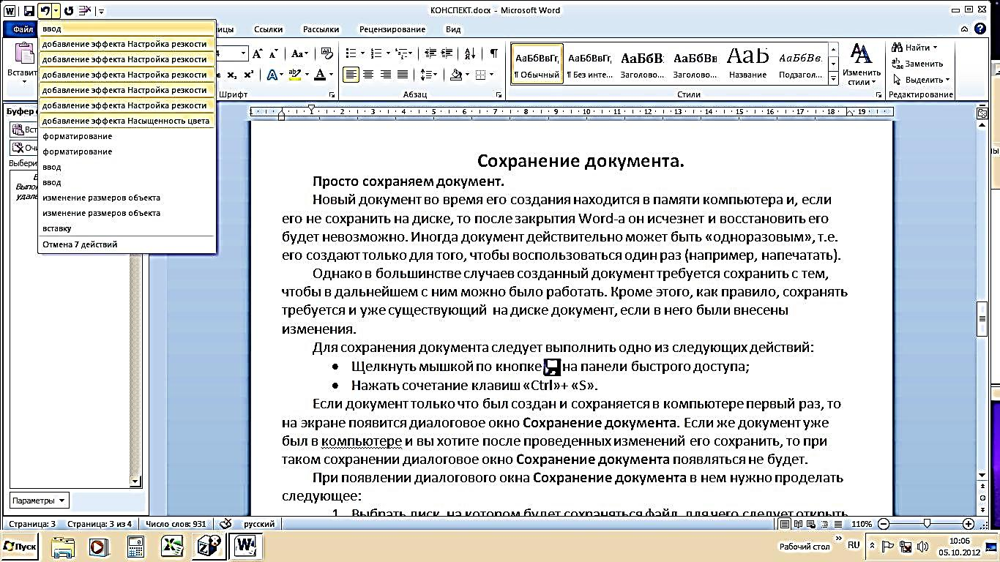 КОНСПЕКТ.docx - Microsoft Word
Файл
ицы
Ссылки
Рассылки
Рецензирование
Вид
ввод
добавление эффекта Настройка резкости
добавление эффекта Настройка резкости
добавление эффекта Настройка резкости
добавление эффекта Настройка резкости
добавление эффекта Настройка резкости
добавление эффекта Насыщенность цвета
форматирование
форматирование
ввод
ввод
изменение размеров объекта
изменение размеров объекта
вставку
Отмена 7 действий
Вставит
Шрифт
Абзац
АаБбВвГг,
¶ Обычный
АаБбВвГг,
¶ Без инте...
АаБбВ
Заголово...
АаБбВв
Заголово...
АаБ
Название
АаБбВв.
Подзагол...
Изменить
стили
Стили
Найти
Заменить
Выделить
Редактирование
Буфер
Вст
Очи
Выбери
Выпол
удале
1 2 3 4 5 6 7 8 9 10 11 12 13 14 15 16 17 18 19
Сохранение документа.
Просто сохраняем документ.
Новый документ во время его создания находится в памяти компьютера и, если
его не сохранить на диске, то после закрытия Word-а он исчезнет и восстановить его
будет невозможно. Иногда документ действительно может быть «одноразовым», т.е.
его создают только для того, чтобы воспользоваться один раз (например, напечатать).
Однако в большинстве случаев созданный документ требуется сохранить с тем,
чтобы в дальнейшем с ним можно было работать. Кроме этого, как правило, сохранять
требуется и уже существующий на диске документ, если в него были внесены
изменения.
Для сохранения документа следует выполнить одно из следующих действий:
• Щелкнуть мышкой по кнопке на панели быстрого доступа;
• Нажать сочетание клавиш «Ctrl»+ «S».
Если документ только что был создан и сохраняется в компьютере первый раз, то
на экране появится диалоговое окно Сохранение документа. Если же документ уже
был в компьютере и вы хотите после проведенных изменений его сохранить, то при
таком сохранении диалоговое окно Сохранение документа появляться не будет.
При появлении диалогового окна Сохранение документа в нем нужно проделать
следующее:
1. Выбрать диск, на котором будет сохраняться файл, для чего следует открыть
Параметры
Страница: 3
Страница: 3 из 4
Число слов: 931
русский
110%
Пуск
Рабочий стол
RU
10:06
05.10.2012